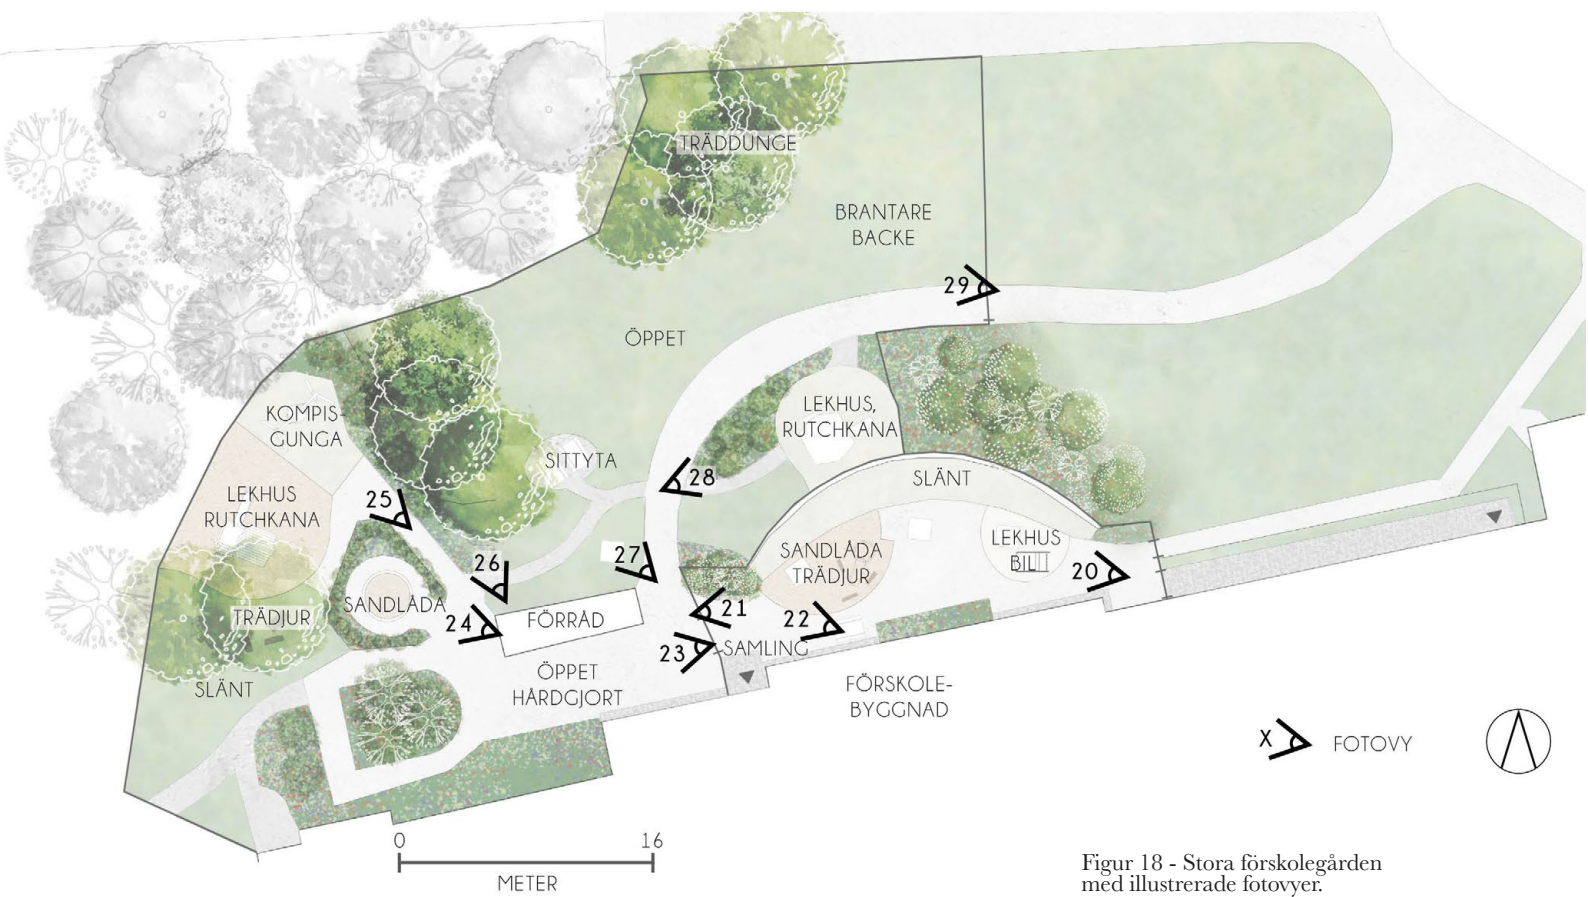 TRÄDDUNGE
BRANTARE
BACKE
29
ÖPPET
KOMPIS-
GUNGA
LEKHUS,
RUTCHKANA
SITTYTA
28
SLÄNT
LEKHUS
RUTCHKANA
25
26
27
SANDLÅDA
TRÄDJUR
LEKHUS
BIL
20
TRÄDJUR
SANDLÅDA
24
FÖRRÅD
21
22
23
SAMLING
SLÄNT
ÖPPET
HÅRDGJORT
FÖRSKOLE-
BYGGNAD
X
FOTOVY
0
16
METER
Figur 18 - Stora förskolegården
med illustrerade fotovyer.